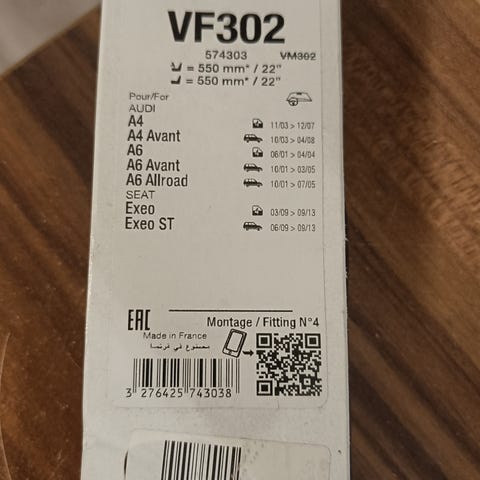 VF302
574303 VM302
= 550 mm* / 22"
= 550 mm* / 22"
Pour/For
AUDI
A4 11/03 > 12/07
A4 Avant 10/03 > 04/08
A6 06/01 > 04/04
A6 Avant 10/01 > 03/05
A6 Allroad 10/01 > 07/05
SEAT
Exeo 03/09 > 09/13
Exeo ST 06/09 > 09/13
EAC Montage / Fitting N°4
Made in France
مصنوع في فرنسا
3 276425 743038